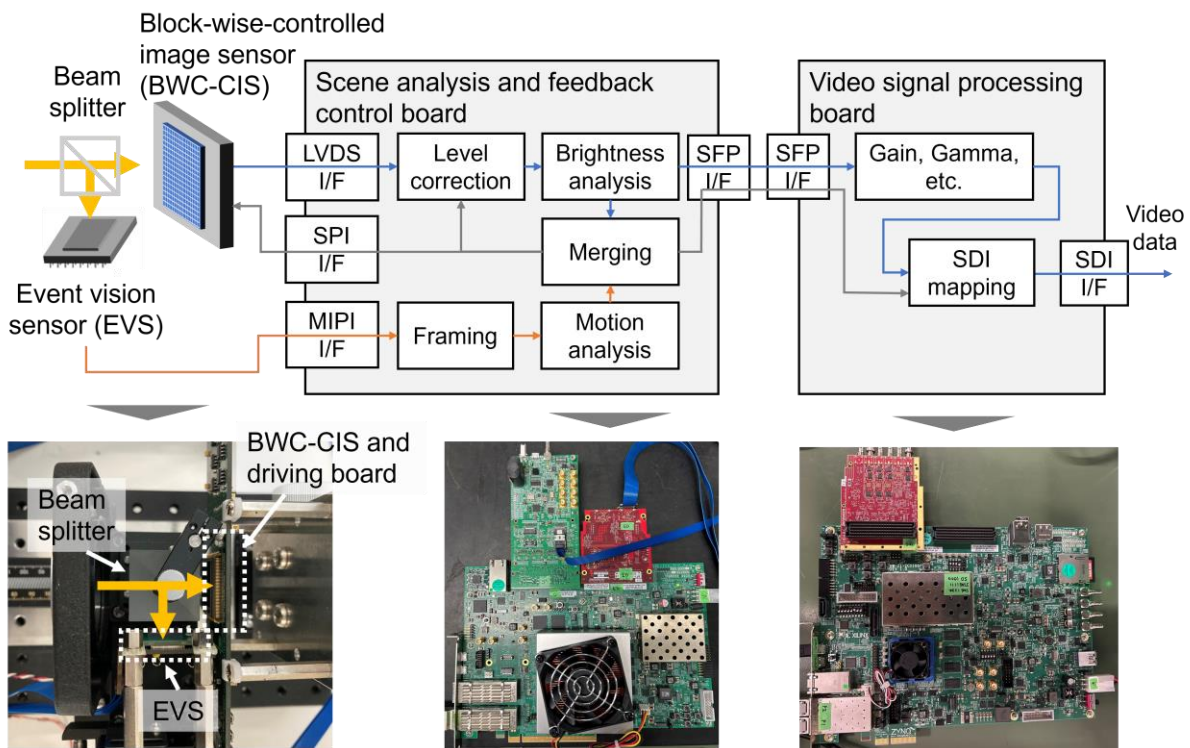 Block-wise-controlled
image sensor
(BWC-CIS)
Beam
splitter
Event vision
sensor (EVS)
Scene analysis and feedback
control board
LVDS
I/F
Level
correction
Brightness
analysis
SFP
I/F
SPI
I/F
Merging
MIPI
I/F
Framing
Motion
analysis
Video signal processing
board
SFP
I/F
Gain, Gamma,
etc.
SDI
mapping
SDI
I/F
Video
data
BWC-CIS and
driving board
Beam
splitter
EVS
ZYNQ